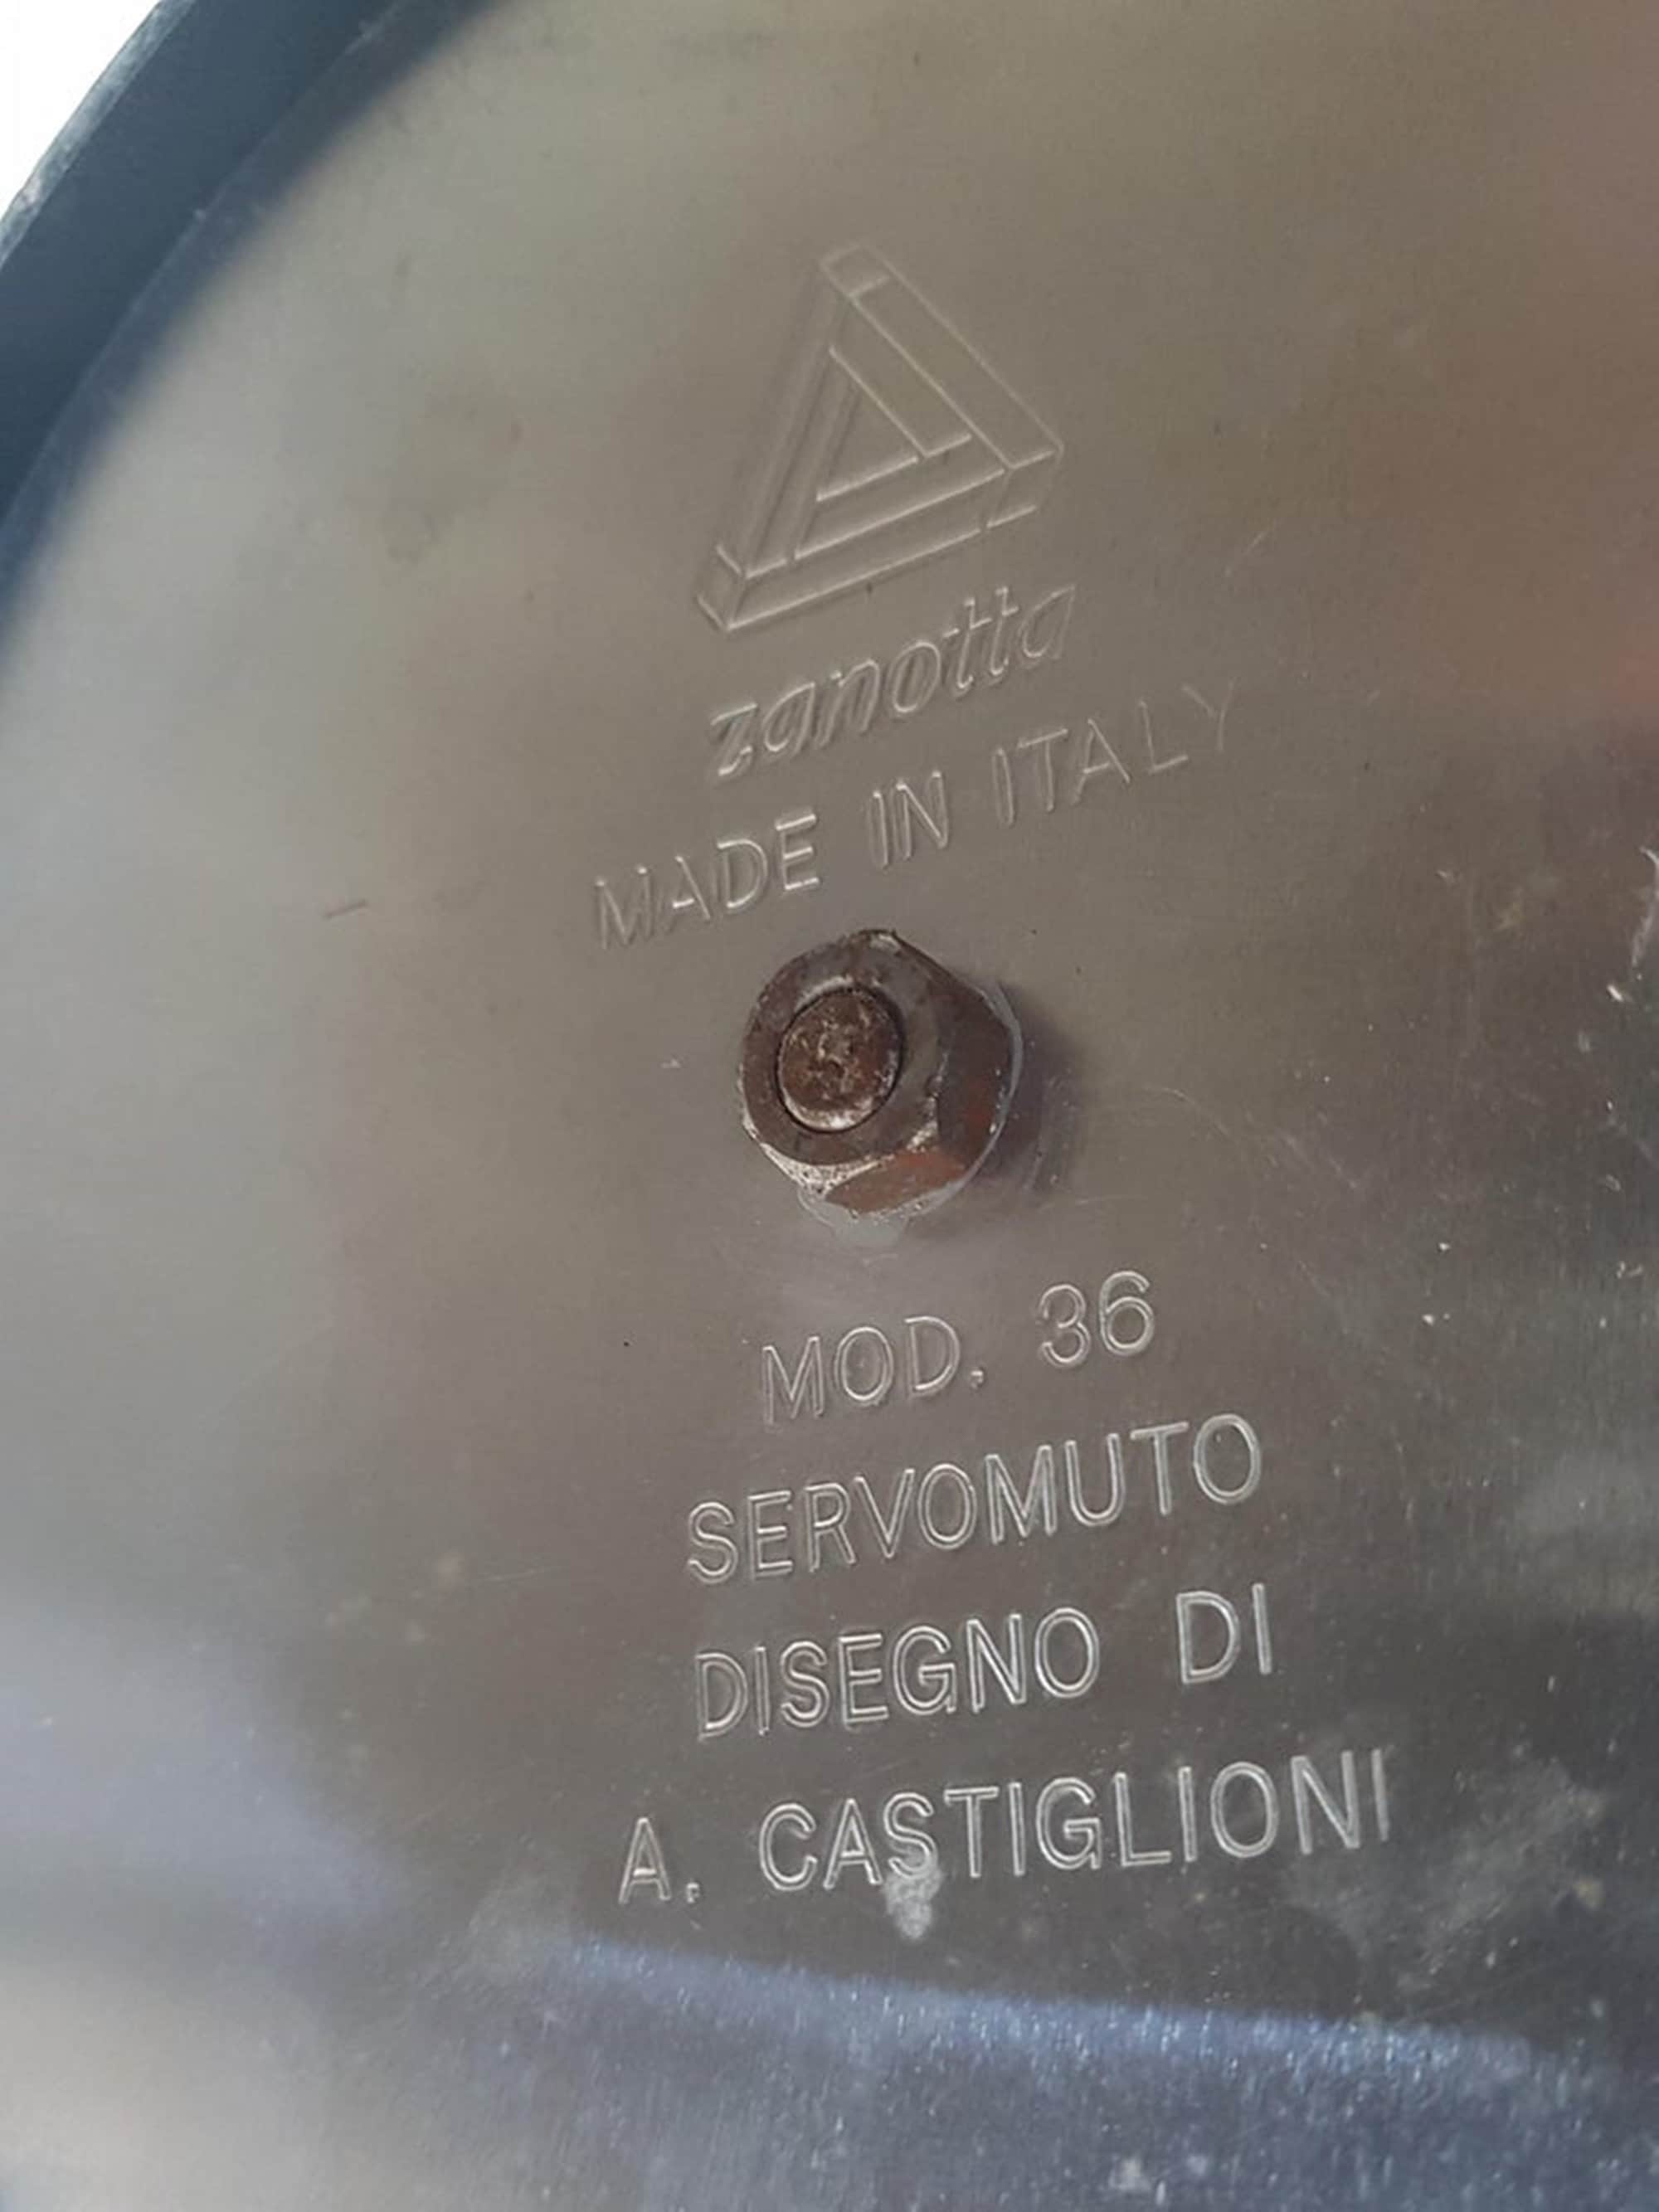 zanotta
MADE IN ITALY
MOD. 36
SERVOMUTO
DISEGNO DI
A. CASTIGLIONI